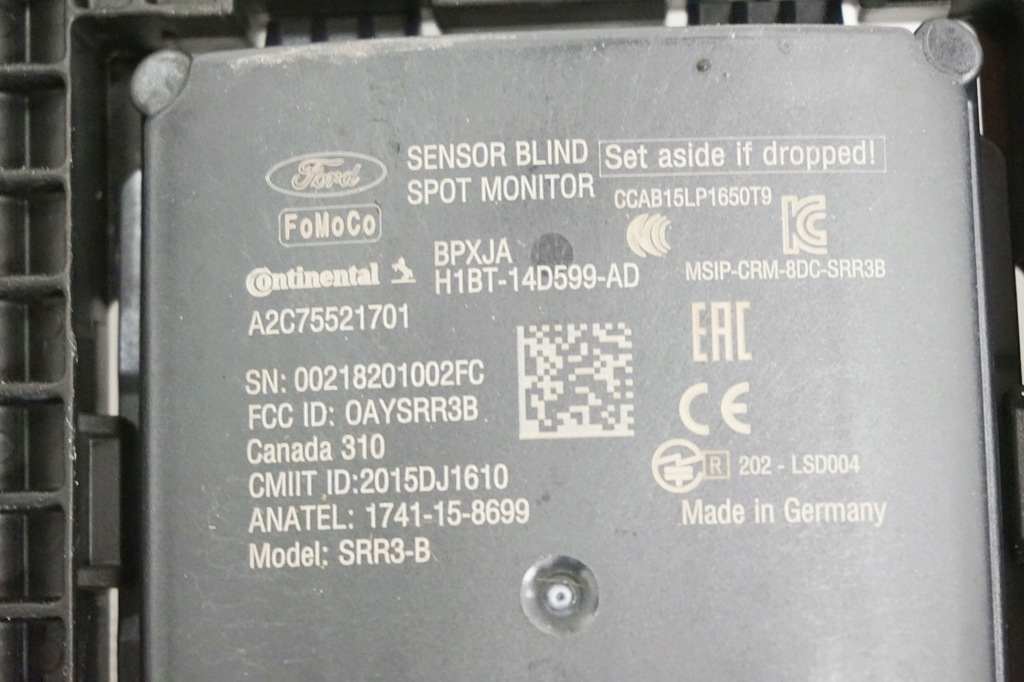 Ford
SENSOR BLIND
SPOT MONITOR
Set aside if dropped!
FoMoCo
CCAB15LP1650T9
BPXJA
H1BT-14D599-AD
MSIP-CRM-8DC-SRR3B
Continental
A2C75521701
EAC
SN: 00218201002FC
FCC ID: OAYSRR3B
Canada 310
CMIIT ID:2015DJ1610
ANATEL: 1741-15-8699
Model: SRR3-B
CE
R 202 - LSD004
Made in Germany